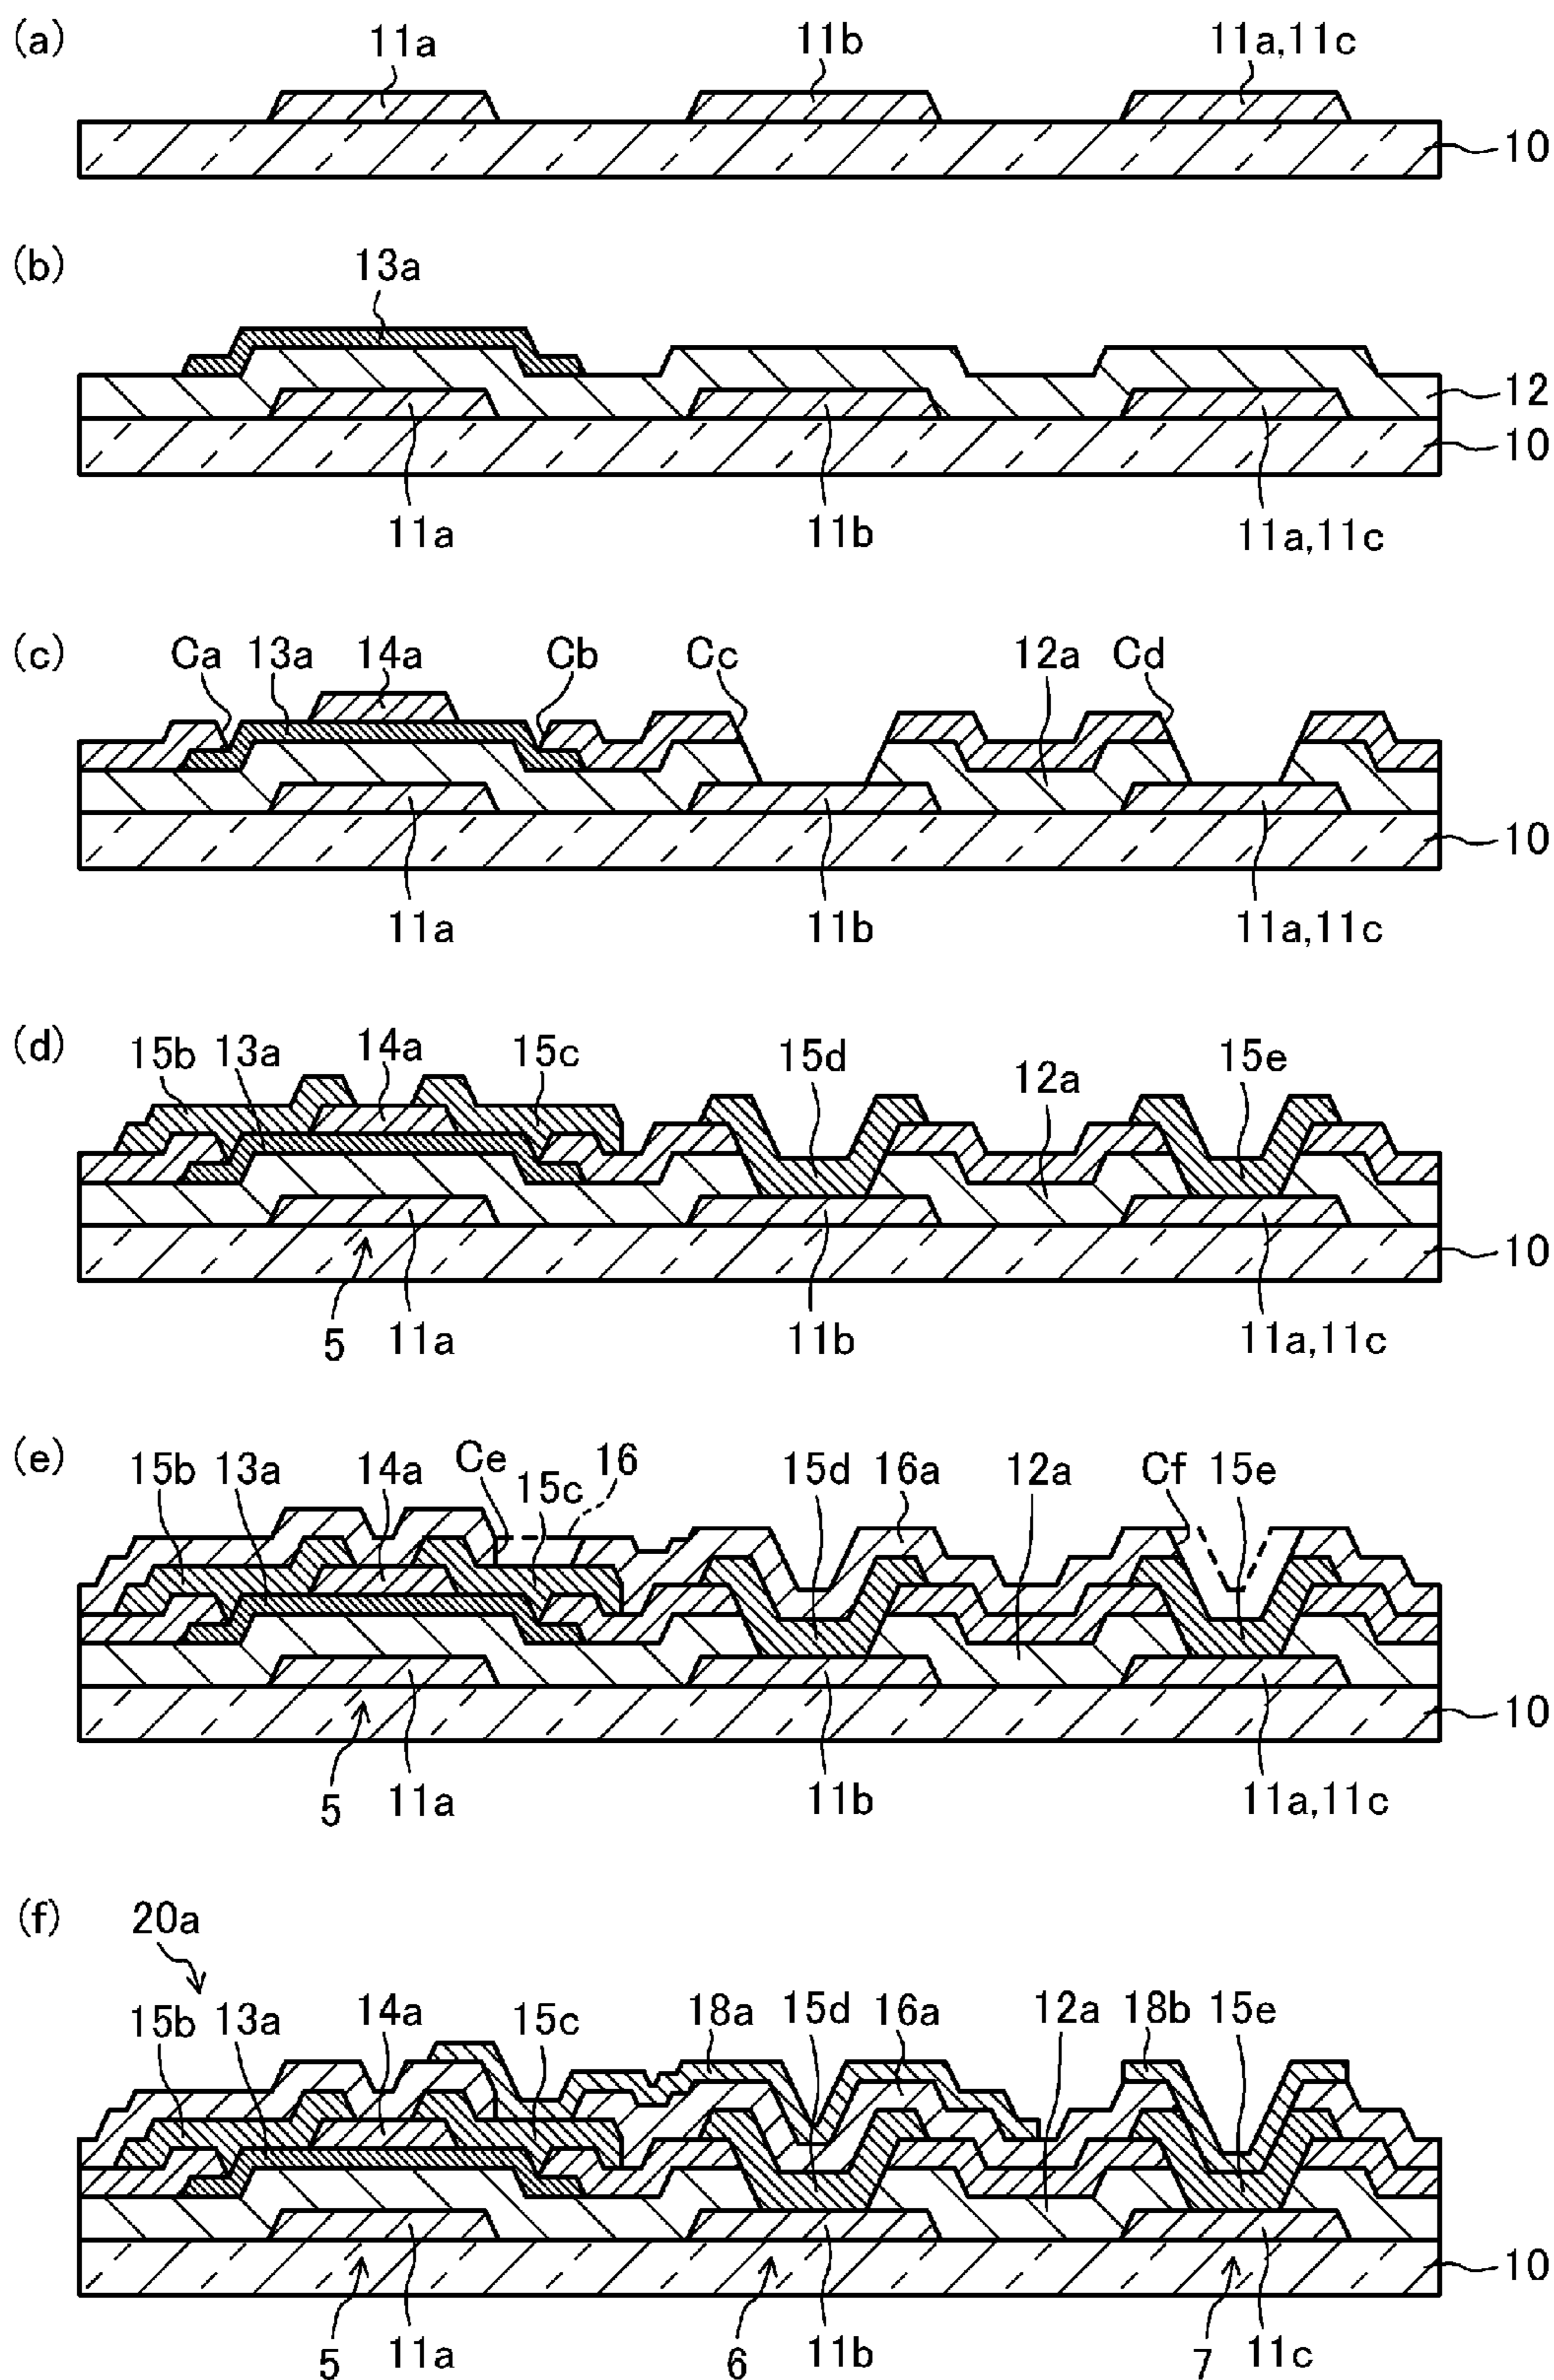 (a)
11a 11b 11a,11c
10
(b)
13a
12
10
11a 11b 11a,11c
(c)
Ca 13a 14a Cb Cc 12a Cd
10
11a 11b 11a,11c
(d)
15b 13a 14a 15c 15d 12a 15e
10
5 11a 11b 11a,11c
(e)
15b 13a 14a Ce 15c 16 15d 16a 12a Cf 15e
10
5 11a 11b 11a,11c
(f)
20a
15b 13a 14a 15c 18a 15d 16a 12a 18b 15e
10
5 11a 6 11b 7 11c